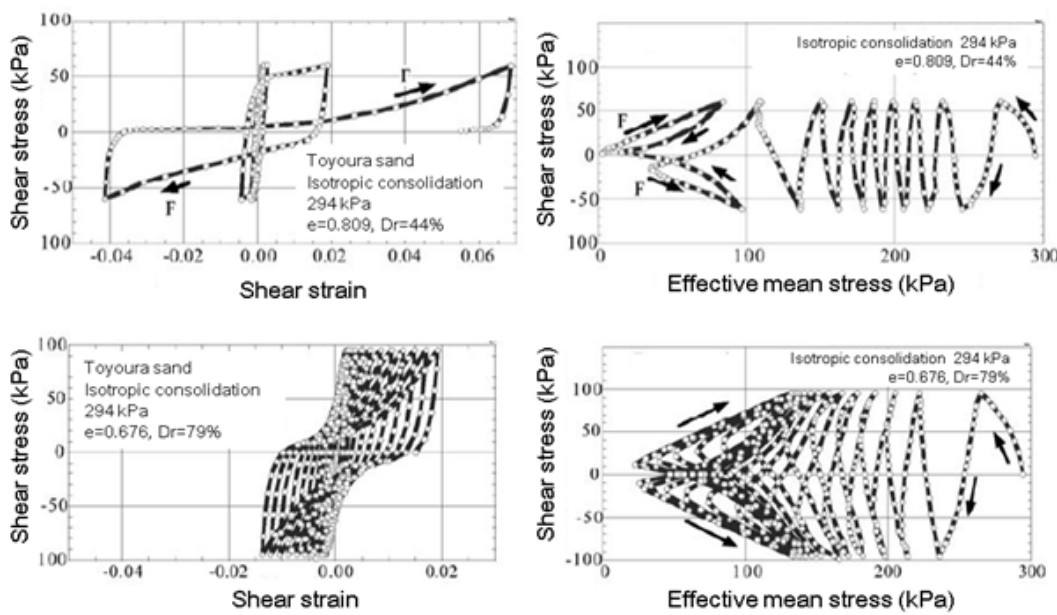 100
50
0
-50
100
Shear stress (kPa)
-0.04
-0.02
0.00
0.02
0.04
0.06
Shear strain
Γ
F
Toyoura sand
Isotropic consolidation
294 kPa
e=0.809, Dr=44%
100
50
0
-50
100
Shear stress (kPa)
0
100
200
300
Effective mean stress (kPa)
Isotropic consolidation 294 kPa
e=0.809, Dr=44%
F
F
100
50
0
-50
100
Shear stress (kPa)
-0.04
-0.02
0.00
0.02
Shear strain
Toyoura sand
Isotropic consolidation
294 kPa
e=0.676, Dr=79%
100
50
0
-50
-100
Shear stress (kPa)
0
100
200
300
Effective mean stress (kPa)
Isotropic consolidation 294 kPa
e=0.676, Dr=79%